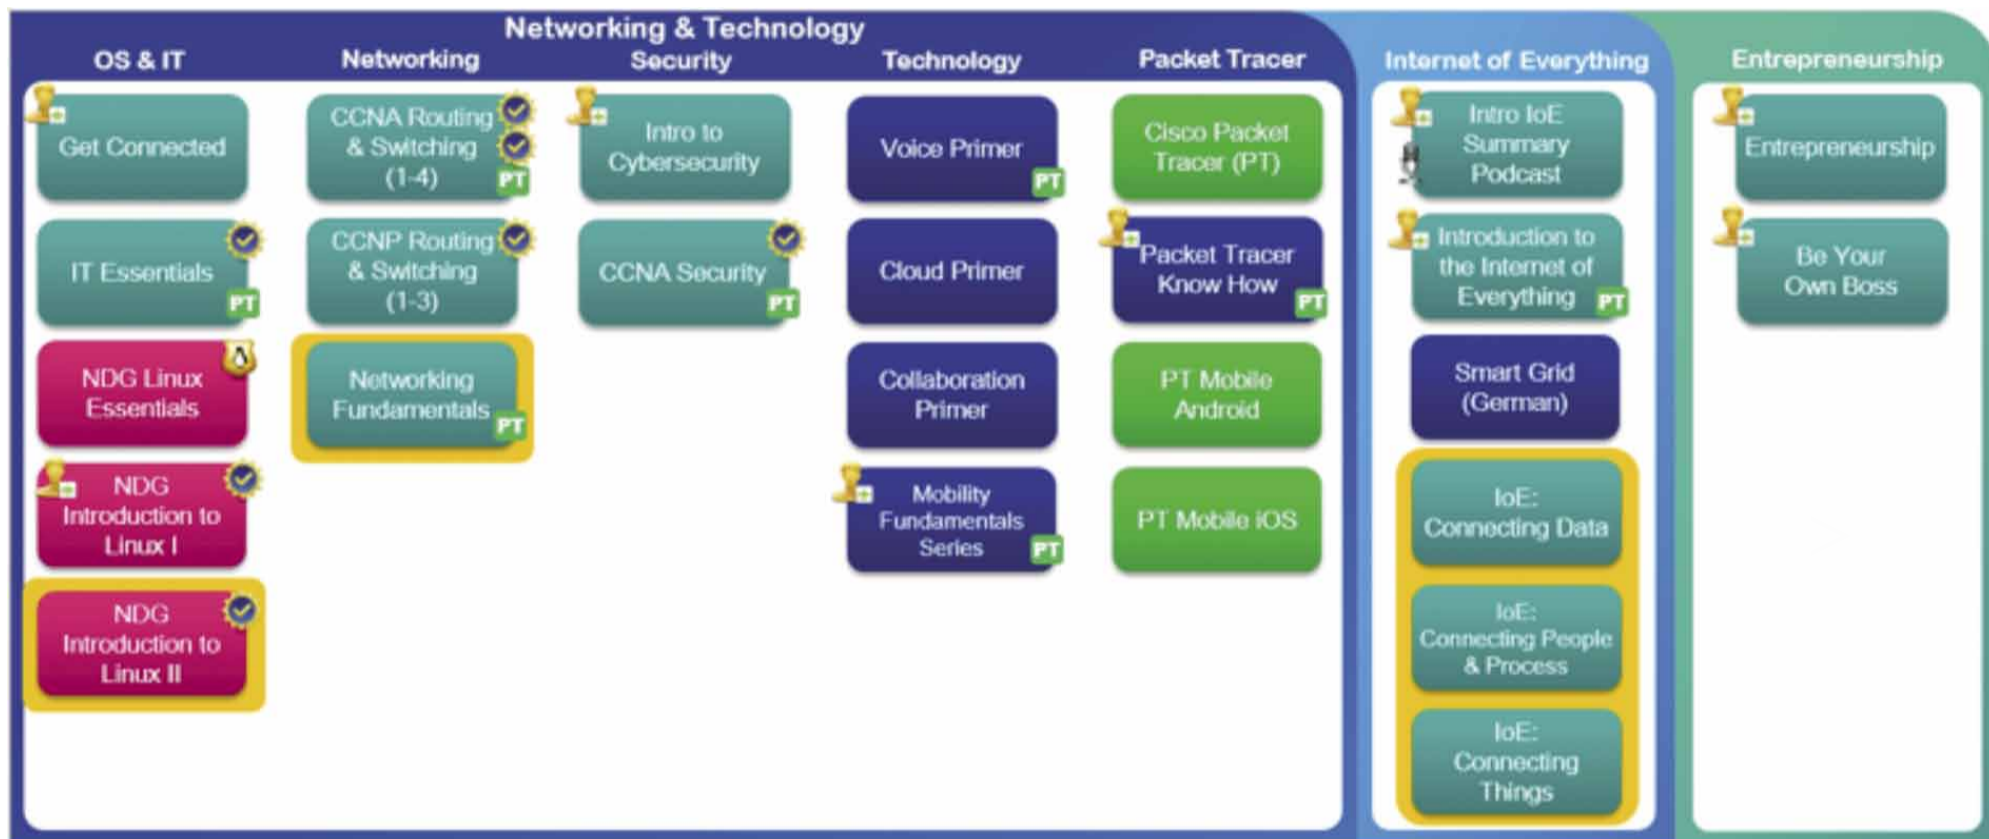 Networking & Technology
OS & IT
Get Connected
IT Essentials
PT
NDG Linux
Essentials
NDG
Introduction to
Linux I
NDG
Introduction to
Linux II
Networking
CCNA Routing
& Switching
(1-4)
PT
CCNP Routing
& Switching
(1-3)
Networking
Fundamentals
PT
Security
Intro to
Cybersecurity
CCNA Security
PT
Technology
Voice Primer
PT
Cloud Primer
Collaboration
Primer
Mobility
Fundamentals
Series
PT
Packet Tracer
Cisco Packet
Tracer (PT)
Packet Tracer
Know How
PT
PT Mobile
Android
PT Mobile iOS
Internet of Everything
Intro IoE
Summary
Podcast
Introduction to
the Internet of
Everything
PT
Smart Grid
(German)
IoE:
Connecting Data
IoE:
Connecting People
& Process
IoE:
Connecting
Things
Entrepreneurship
Entrepreneurship
Be Your
Own Boss